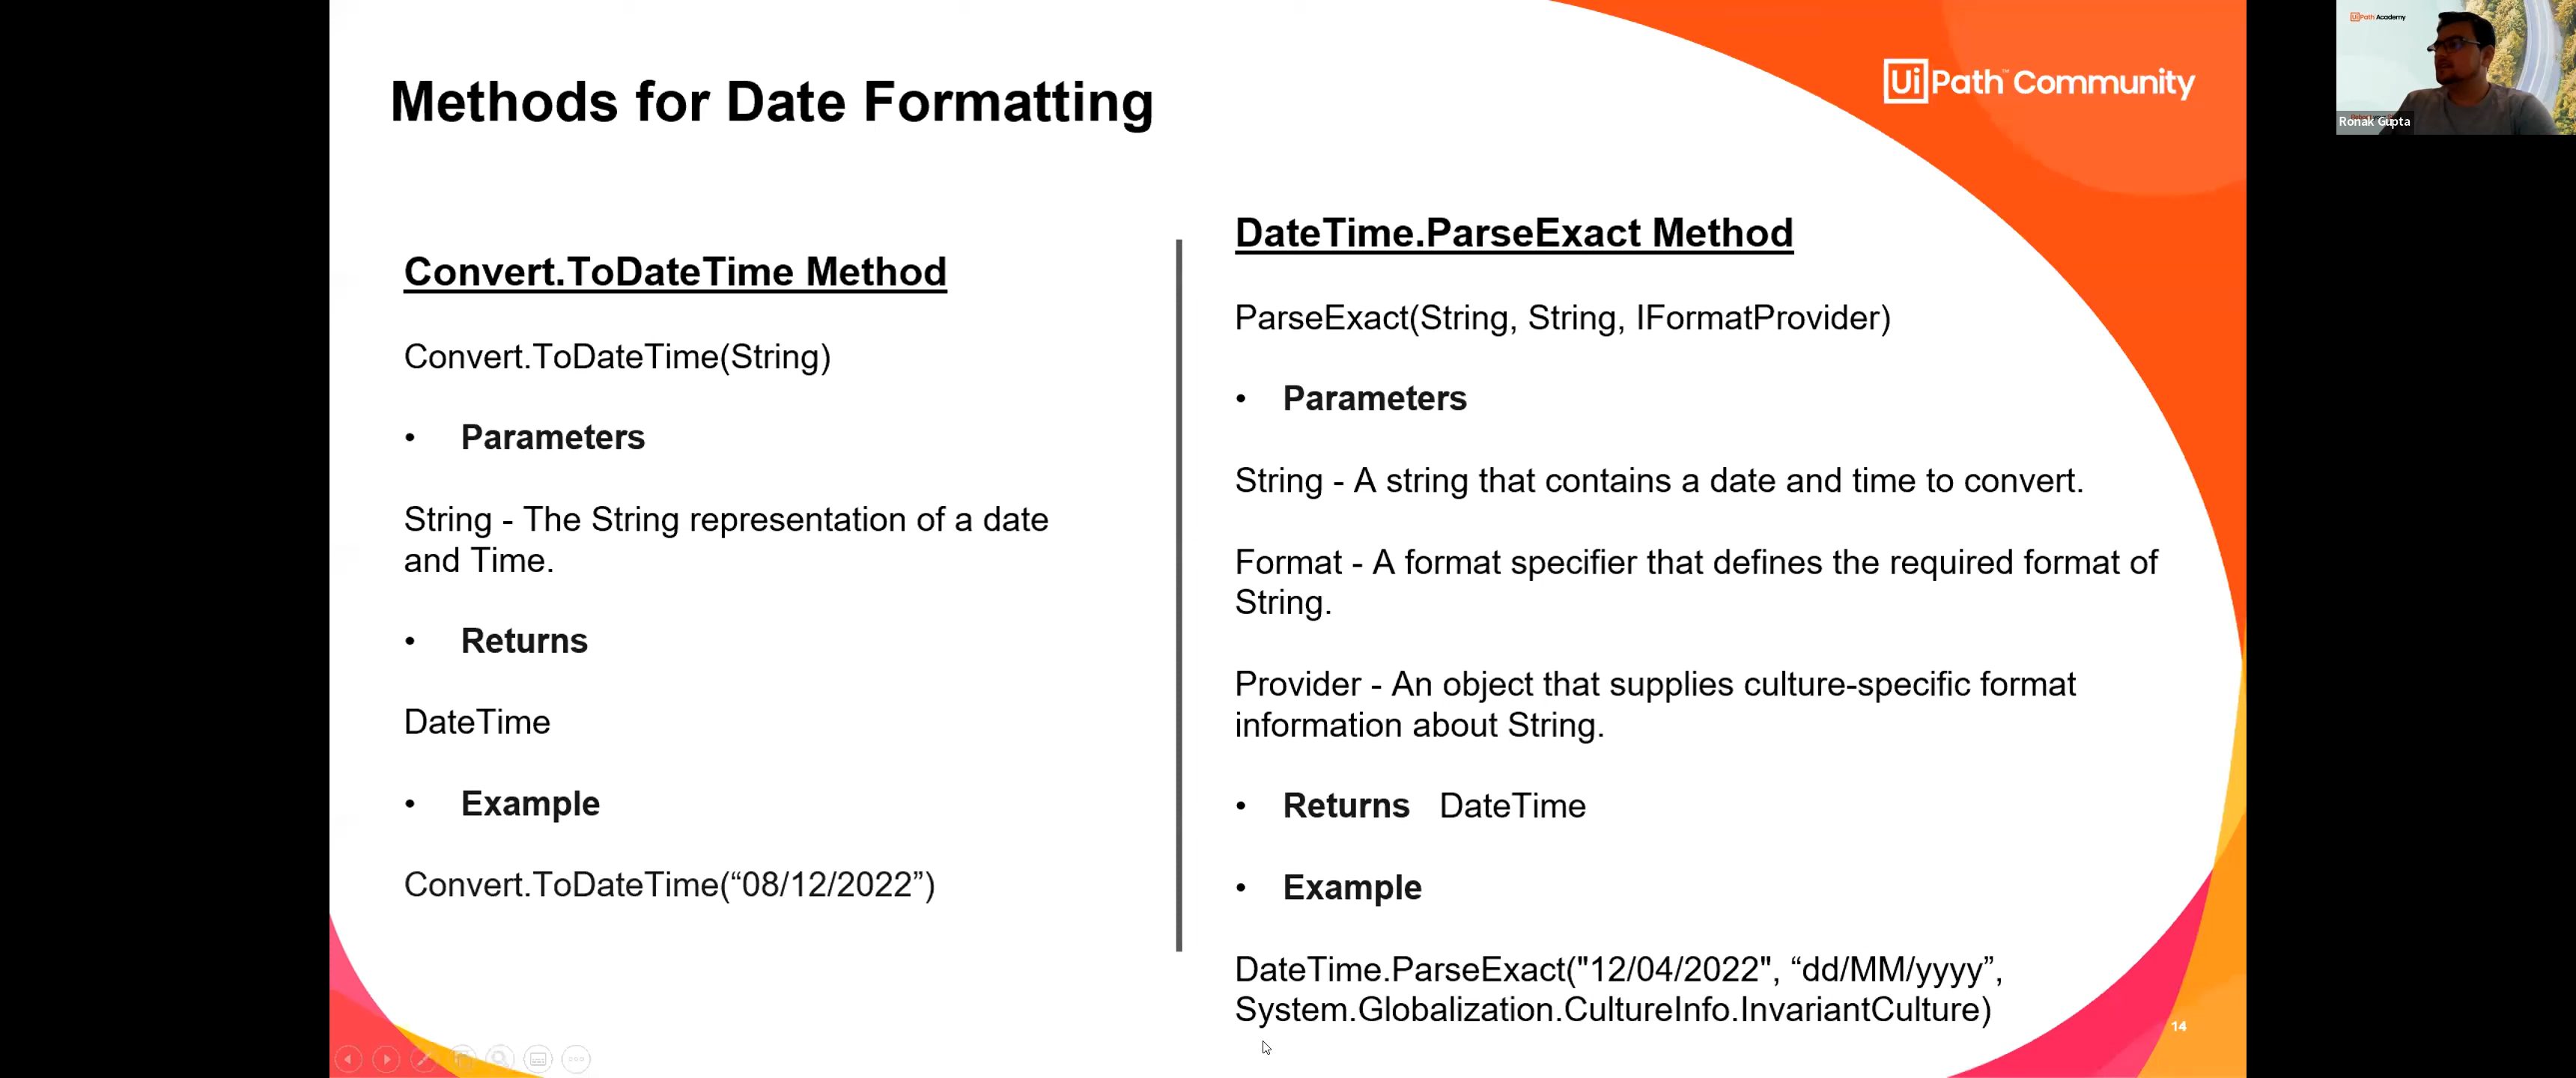 Methods for Date Formatting
UiPath™ Community
UiPath Academy
Ronak Gupta
Convert.ToDateTime Method
Convert.ToDateTime(String)
• Parameters
String - The String representation of a date
and Time.
• Returns
DateTime
• Example
Convert.ToDateTime(“08/12/2022”)
DateTime.ParseExact Method
ParseExact(String, String, IFormatProvider)
• Parameters
String - A string that contains a date and time to convert.
Format - A format specifier that defines the required format of
String.
Provider - An object that supplies culture-specific format
information about String.
• Returns DateTime
• Example
DateTime.ParseExact("12/04/2022", “dd/MM/yyyy”,
System.Globalization.CultureInfo.InvariantCulture)
14